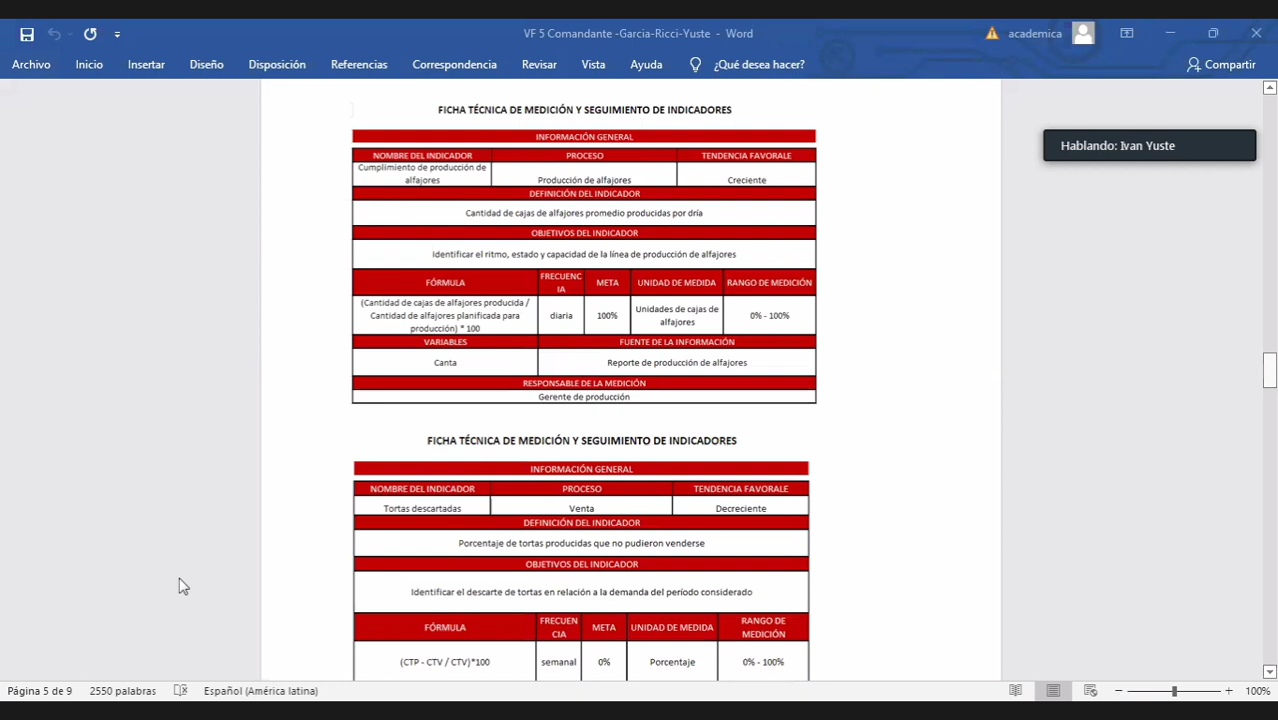 VF 5 Comandante -Garcia-Ricci-Yuste - Word
academica
Archivo Inicio Insertar Diseño Disposición Referencias Correspondencia Revisar Vista Ayuda ¿Qué desea hacer? Compartir
Hablando: Ivan Yuste
FICHA TÉCNICA DE MEDICIÓN Y SEGUIMIENTO DE INDICADORES
INFORMACIÓN GENERAL
NOMBRE DEL INDICADOR PROCESO TENDENCIA FAVORALE
Cumplimiento de producción de
alfajores Producción de alfajores Creciente
DEFINICIÓN DEL INDICADOR
Cantidad de cajas de alfajores promedio producidas por dría
OBJETIVOS DEL INDICADOR
Identificar el ritmo, estado y capacidad de la línea de producción de alfajores
FÓRMULA FRECUENC
IA META UNIDAD DE MEDIDA RANGO DE MEDICIÓN
(Cantidad de cajas de alfajores producida /
Cantidad de alfajores planificada para
producción) * 100
diaria 100% Unidades de cajas de
alfajores 0% - 100%
VARIABLES FUENTE DE LA INFORMACIÓN
Canta Reporte de producción de alfajores
RESPONSABLE DE LA MEDICIÓN
Gerente de producción
FICHA TÉCNICA DE MEDICIÓN Y SEGUIMIENTO DE INDICADORES
INFORMACIÓN GENERAL
NOMBRE DEL INDICADOR PROCESO TENDENCIA FAVORALE
Tortas descartadas Venta Decreciente
DEFINICIÓN DEL INDICADOR
Porcentaje de tortas producidas que no pudieron venderse
OBJETIVOS DEL INDICADOR
Identificar el descarte de tortas en relación a la demanda del período considerado
FÓRMULA FRECUEN
CIA META UNIDAD DE MEDIDA RANGO DE
MEDICIÓN
(CTP - CTV / CTV)*100 semanal 0% Porcentaje 0% - 100%
Página 5 de 9 2550 palabras Español (América latina) 100%